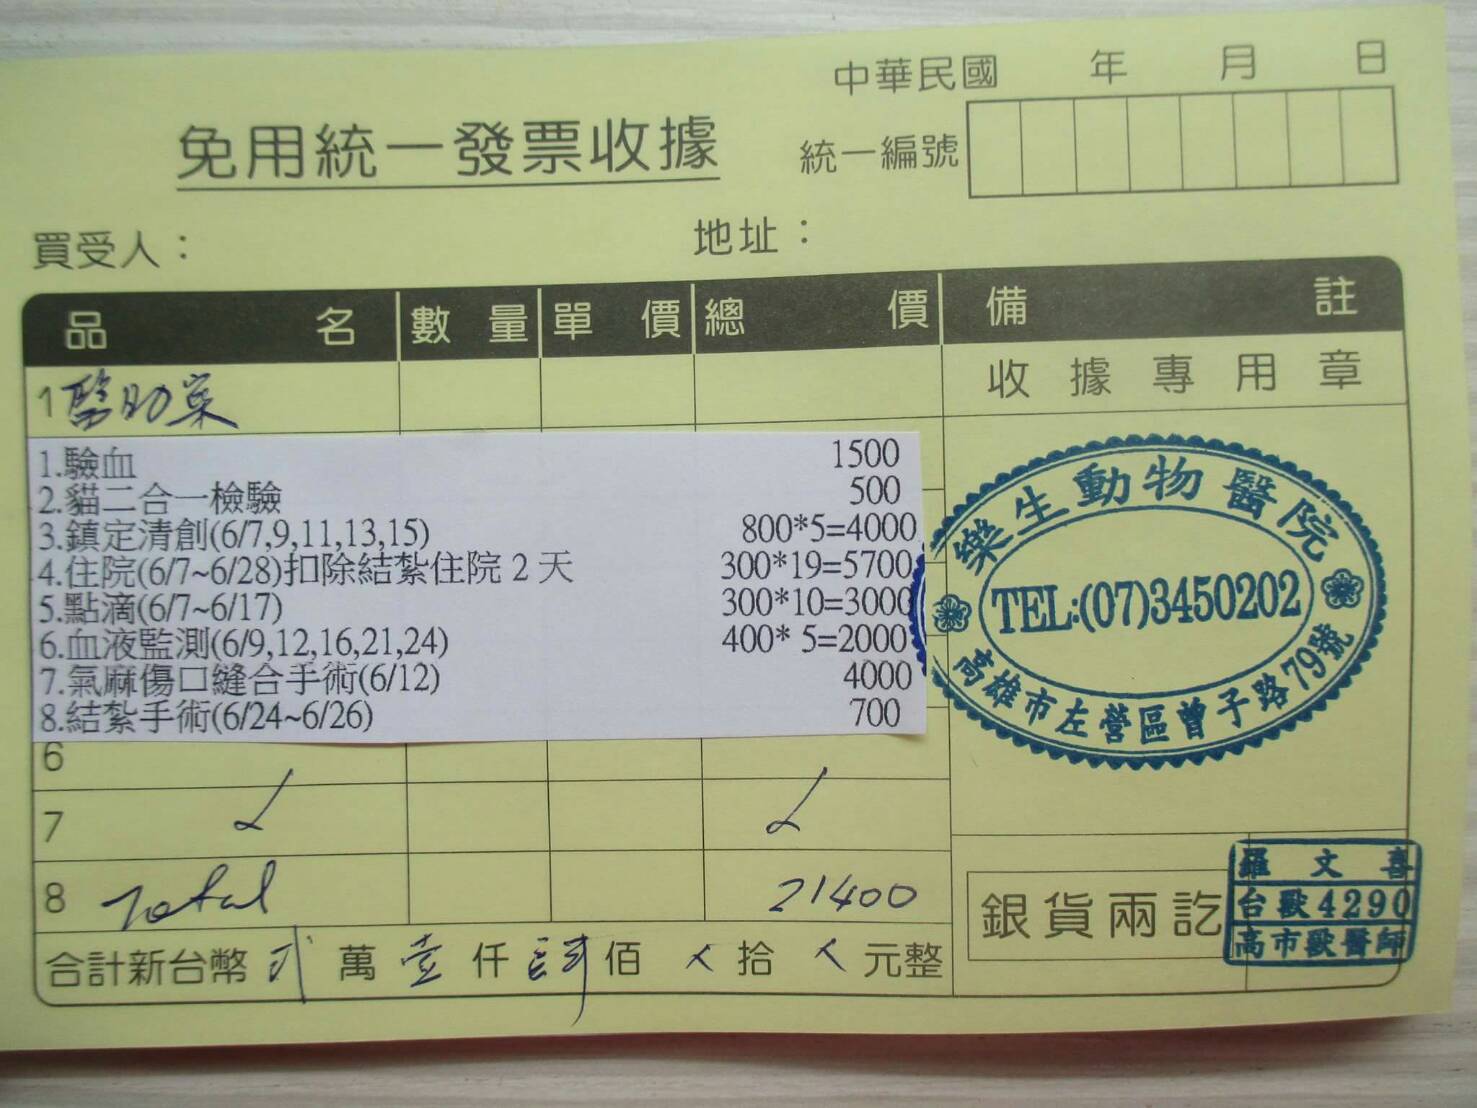 中華民國 年 月 日
免用統一發票收據
統一編號
買受人：
地址：
品名 數量 單價 總價 備註
1 醫助案
收據專用章
1.驗血 1500
2.貓二合一檢驗 500
3.鎮定清創(6/7,9,11,13,15) 800*5=4000
4.住院(6/7~6/28)扣除結紮住院 2 天 300*19=5700
5.點滴(6/7~6/17) 300*10=3000
6.血液監測(6/9,12,16,21,24) 400* 5=2000
7.氣麻傷口縫合手術(6/12) 4000
8.結紮手術(6/24~6/26) 700
樂生動物醫院
TEL:(07)3450202
高雄市左營區曾子路79號
6
7
8 Total 21400
銀貨兩訖
羅文喜
台獸4290
高市獸醫師
合計新台幣 貳 萬 壹 仟 肆 佰 拾 元整